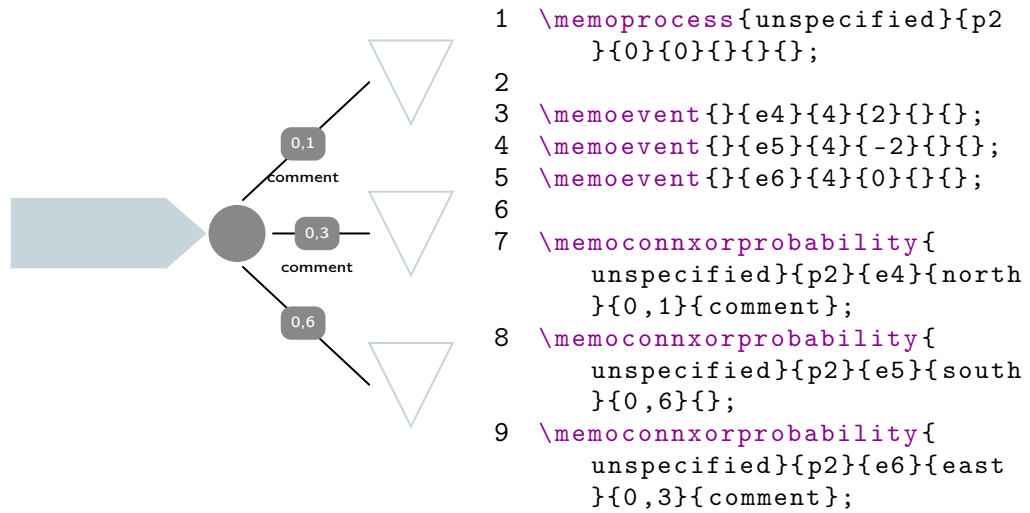 0,1
comment
0,3
comment
0,6
1 \memoprocess{unspecified}{p2
}{0}{0}{}{}{};
2
3 \memoevent{}{e4}{4}{2}{}{};
4 \memoevent{}{e5}{4}{-2}{}{};
5 \memoevent{}{e6}{4}{0}{}{};
6
7 \memoconnxorprobability{
unspecified}{p2}{e4}{north
}{0,1}{comment};
8 \memoconnxorprobability{
unspecified}{p2}{e5}{south
}{0,6}{};
9 \memoconnxorprobability{
unspecified}{p2}{e6}{east
}{0,3}{comment};